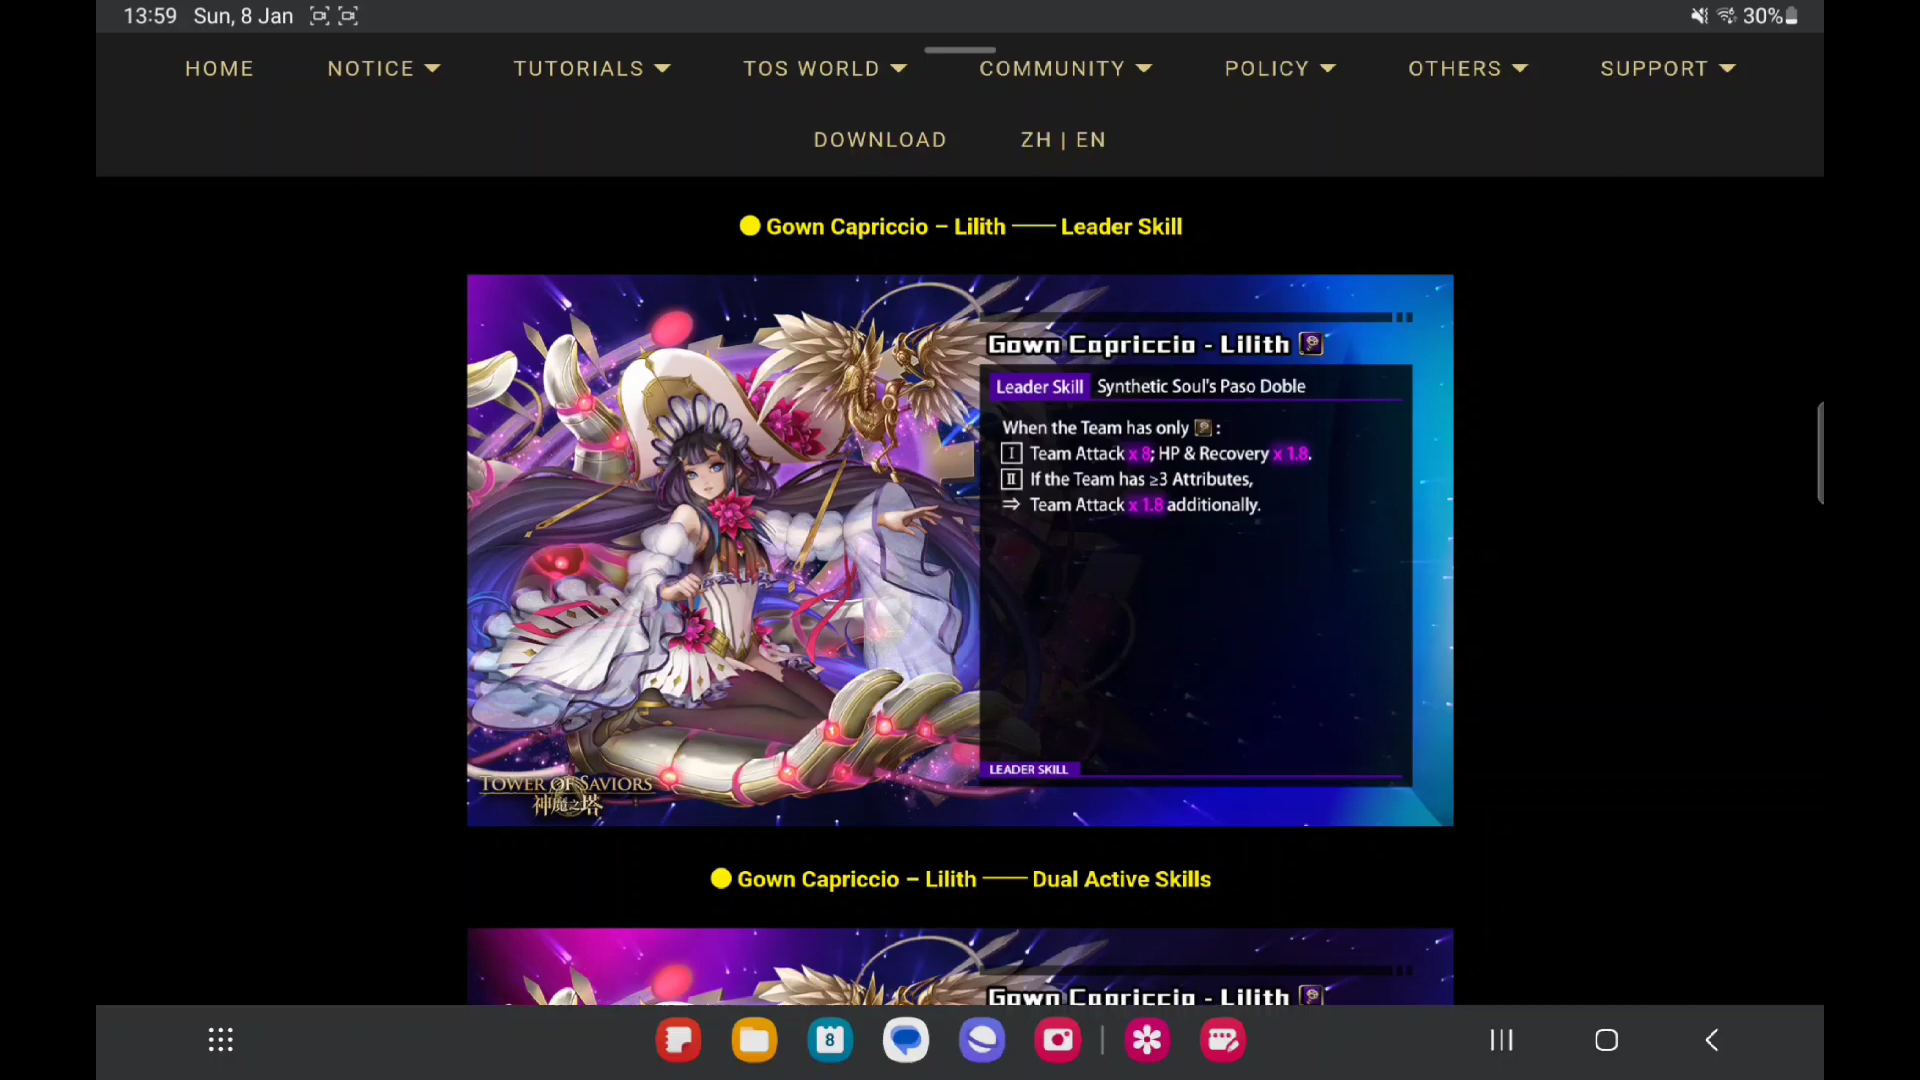 13:59 Sun, 8 Jan 30%
HOME NOTICE TUTORIALS TOS WORLD COMMUNITY POLICY OTHERS SUPPORT
DOWNLOAD ZH | EN
Gown Capriccio – Lilith —— Leader Skill
Gown Capriccio - Lilith
Leader Skill Synthetic Soul's Paso Doble
When the Team has only :
I Team Attack x 8; HP & Recovery x 1.8.
II If the Team has ≥3 Attributes,
⇒ Team Attack x 1.8 additionally.
LEADER SKILL
TOWER OF SAVIORS
神魔之塔
Gown Capriccio – Lilith —— Dual Active Skills
Gown Capriccio - Lilith
8